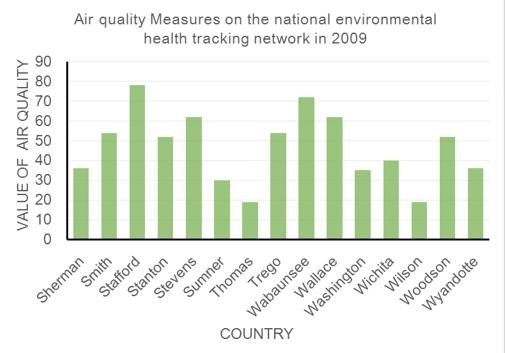 Air quality Measures on the national environmental
health tracking network in 2009
VALUE OF AIR QUALITY
90
80
70
60
50
40
30
20
10
0
Sherman
Smith
Stafford
Stanton
Stevens
Sumner
Thomas
Trego
Wabaunsee
Wallace
Washington
Wichita
Wilson
Woodson
Wyandotte
COUNTRY